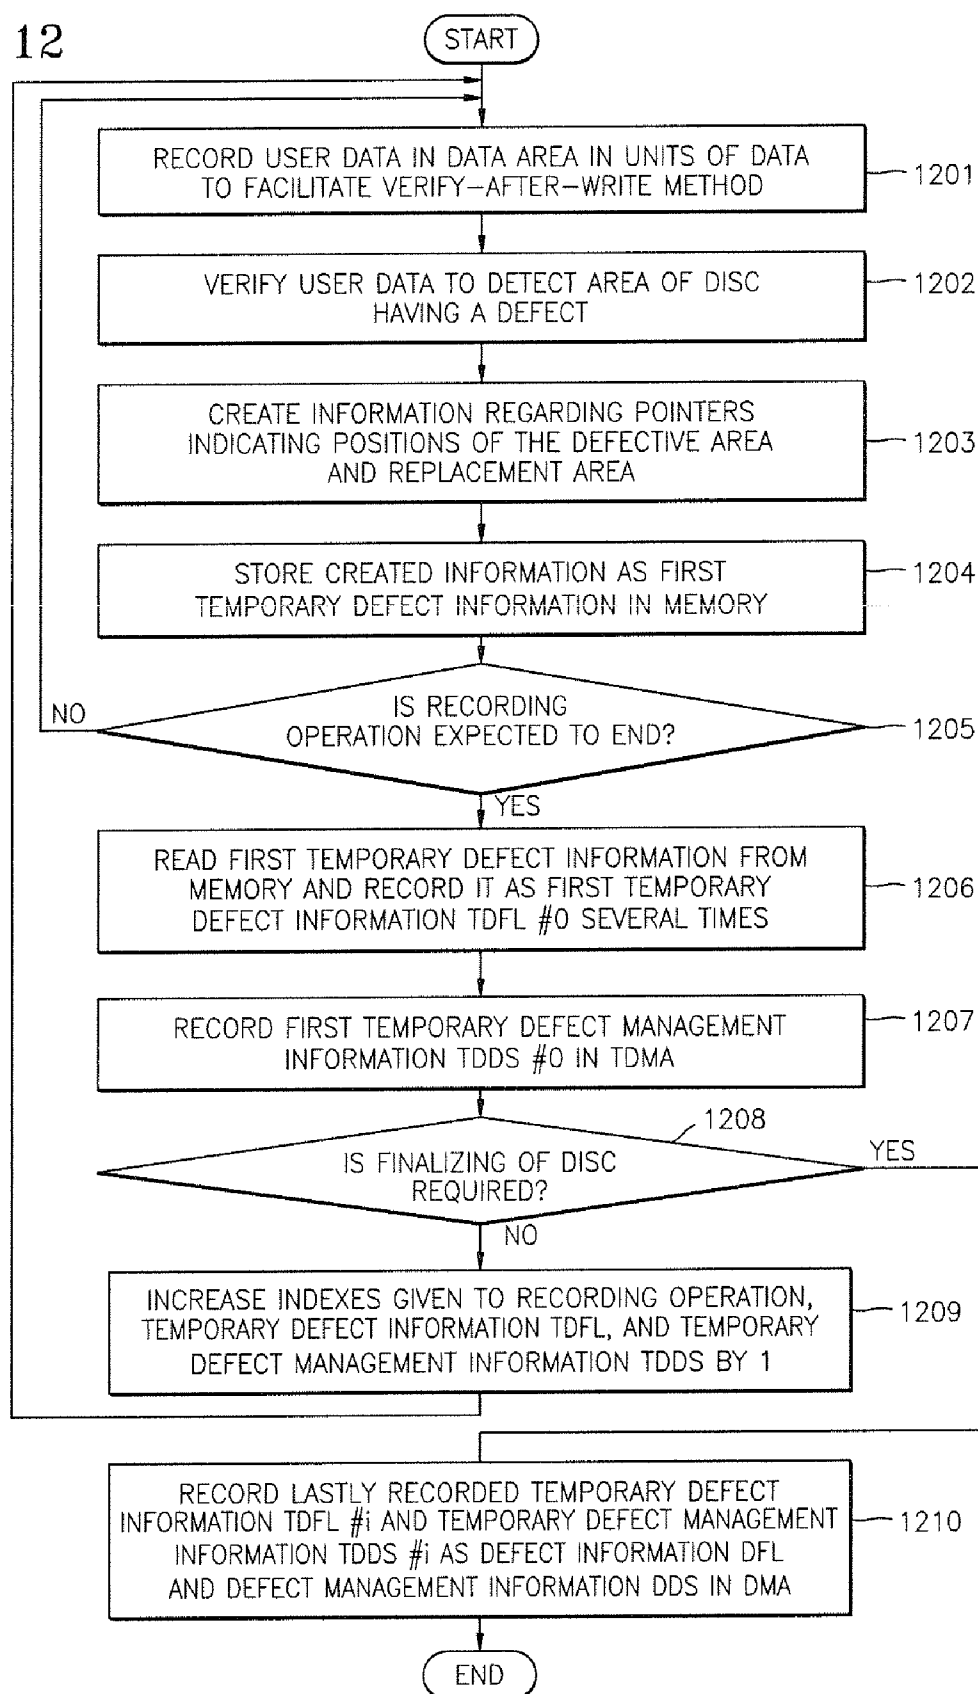 12
START
RECORD USER DATA IN DATA AREA IN UNITS OF DATA
TO FACILITATE VERIFY-AFTER-WRITE METHOD
1201
VERIFY USER DATA TO DETECT AREA OF DISC
HAVING A DEFECT
1202
CREATE INFORMATION REGARDING POINTERS
INDICATING POSITIONS OF THE DEFECTIVE AREA
AND REPLACEMENT AREA
1203
STORE CREATED INFORMATION AS FIRST
TEMPORARY DEFECT INFORMATION IN MEMORY
1204
NO
IS RECORDING
OPERATION EXPECTED TO END?
1205
YES
READ FIRST TEMPORARY DEFECT INFORMATION FROM
MEMORY AND RECORD IT AS FIRST TEMPORARY
DEFECT INFORMATION TDFL #0 SEVERAL TIMES
1206
RECORD FIRST TEMPORARY DEFECT MANAGEMENT
INFORMATION TDDS #0 IN TDMA
1207
1208
YES
IS FINALIZING OF DISC
REQUIRED?
NO
INCREASE INDEXES GIVEN TO RECORDING OPERATION,
TEMPORARY DEFECT INFORMATION TDFL, AND TEMPORARY
DEFECT MANAGEMENT INFORMATION TDDS BY 1
1209
RECORD LASTLY RECORDED TEMPORARY DEFECT
INFORMATION TDFL #i AND TEMPORARY DEFECT MANAGEMENT
INFORMATION TDDS #i AS DEFECT INFORMATION DFL
AND DEFECT MANAGEMENT INFORMATION DDS IN DMA
1210
END